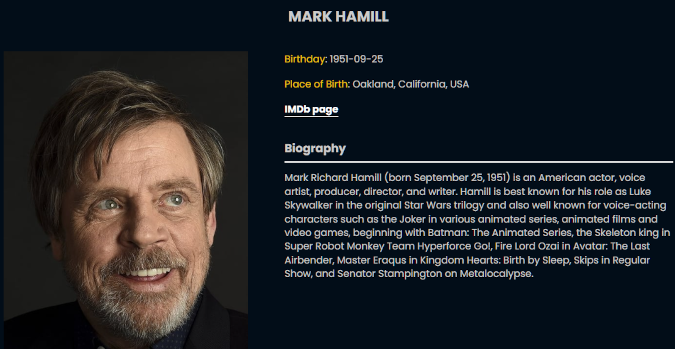 MARK HAMILL
Birthday: 1951-09-25
Place of Birth: Oakland, California, USA
IMDb page
Biography
Mark Richard Hamill (born September 25, 1951) is an American actor, voice
artist, producer, director, and writer. Hamill is best known for his role as Luke
Skywalker in the original Star Wars trilogy and also well known for voice-acting
characters such as the Joker in various animated series, animated films and
video games, beginning with Batman: The Animated Series, the Skeleton king in
Super Robot Monkey Team Hyperforce Go!, Fire Lord Ozai in Avatar: The Last
Airbender, Master Eraqus in Kingdom Hearts: Birth by Sleep, Skips in Regular
Show, and Senator Stampington on Metalocalypse.